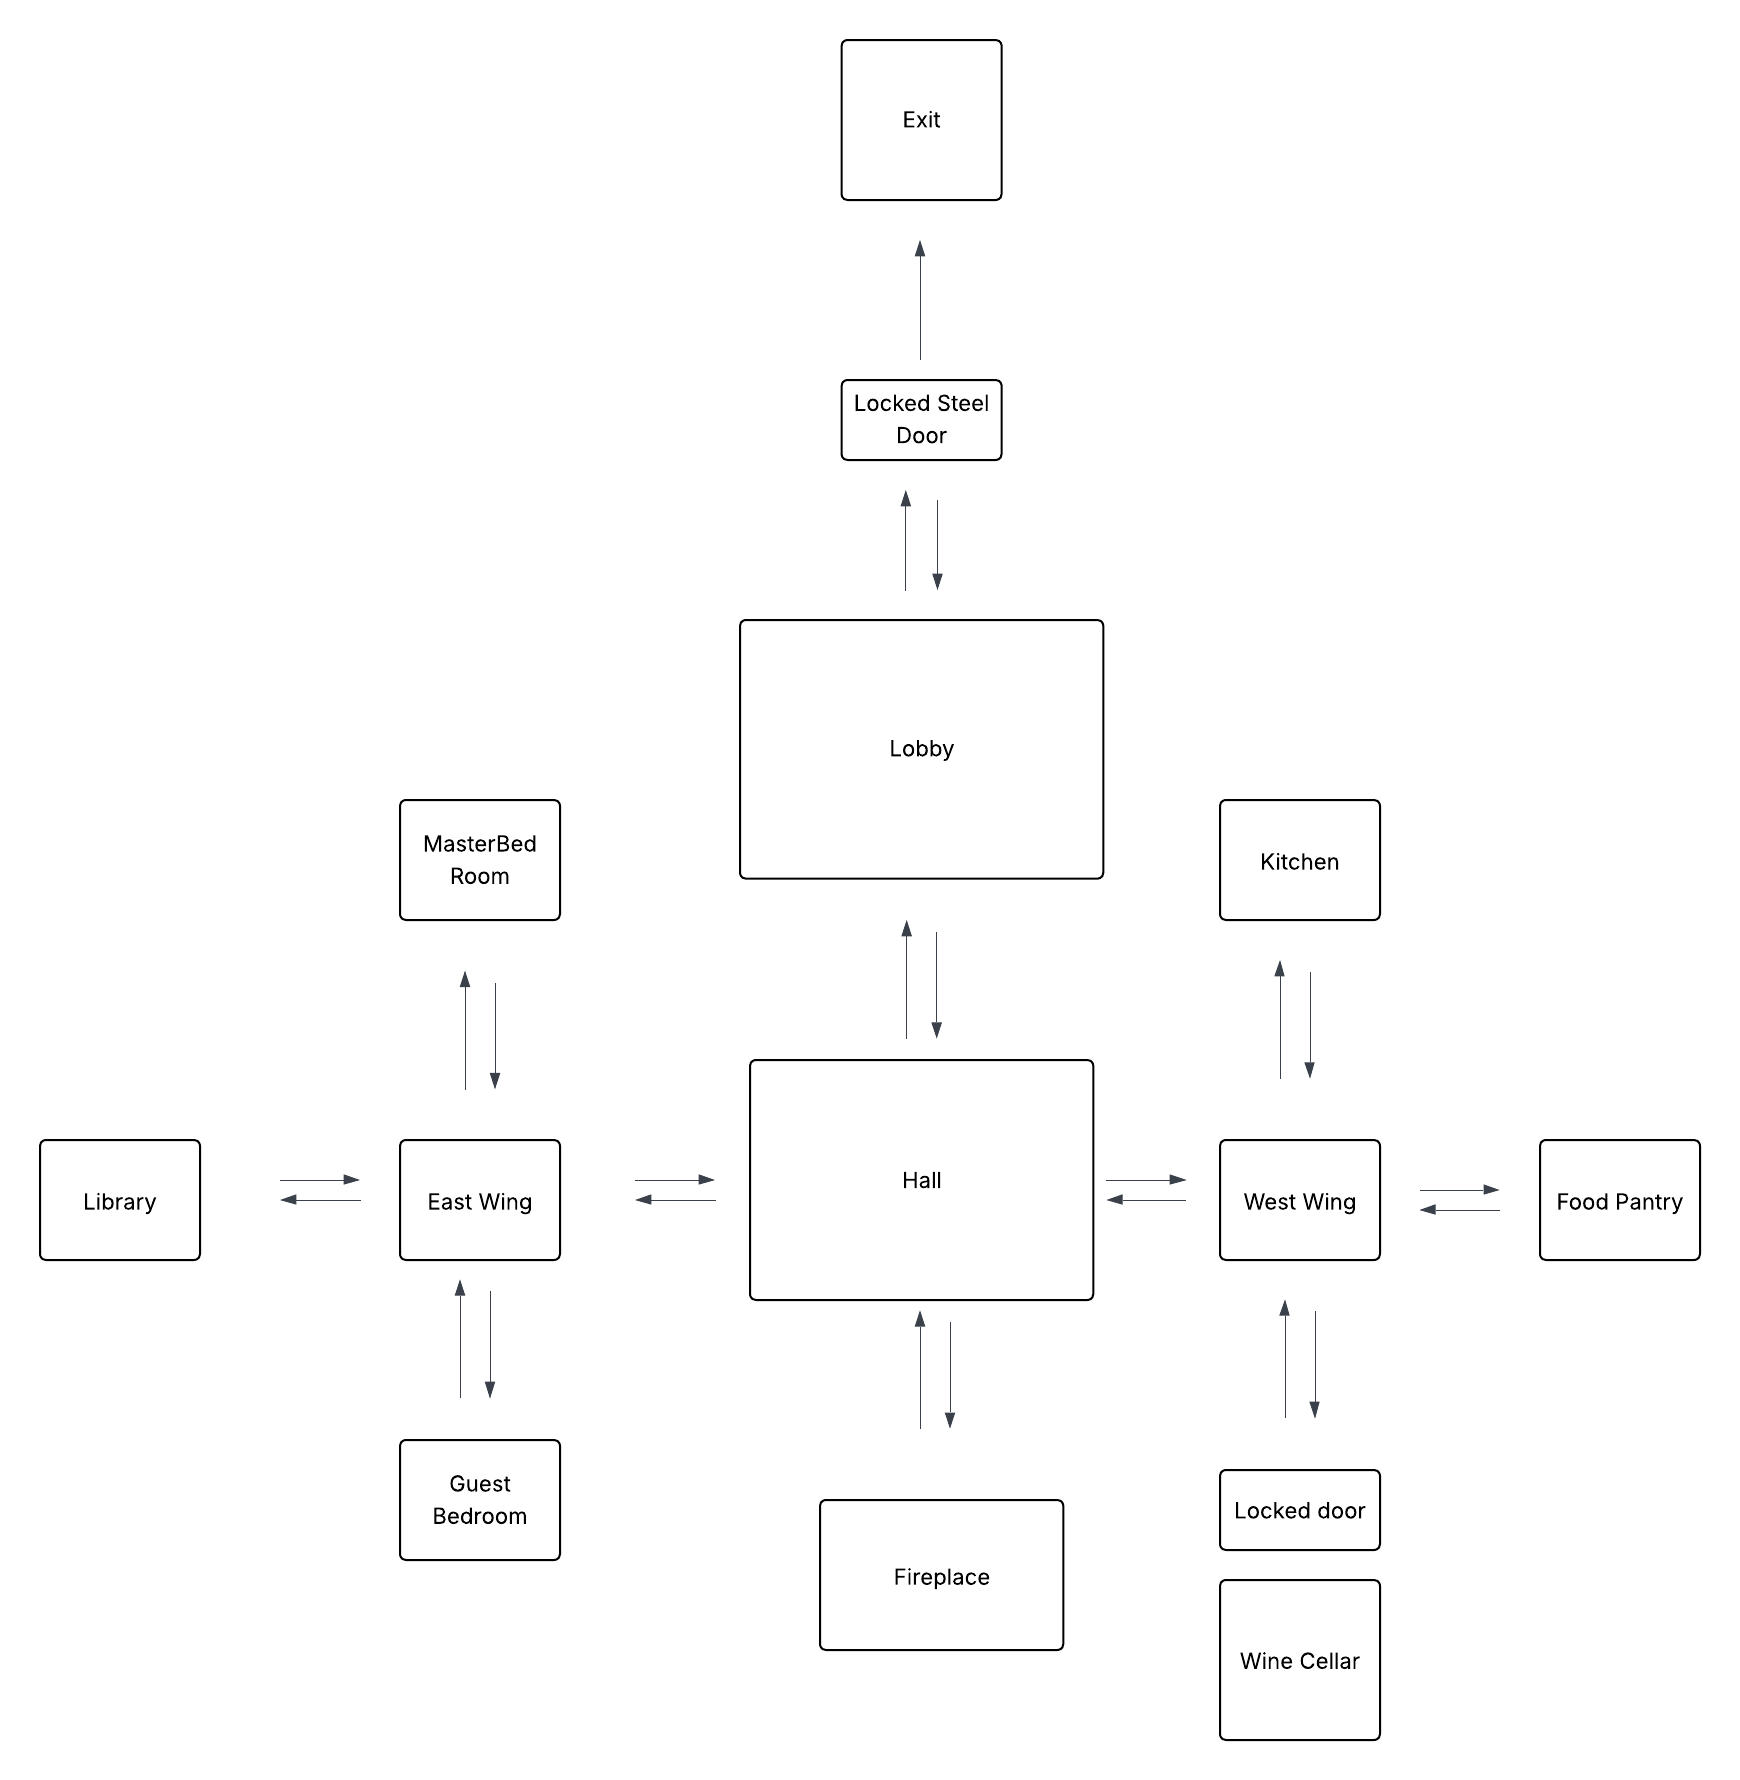 Exit
Locked Steel
Door
Lobby
MasterBed
Room
Kitchen
Library
East Wing
Hall
West Wing
Food Pantry
Guest
Bedroom
Locked door
Fireplace
Wine Cellar